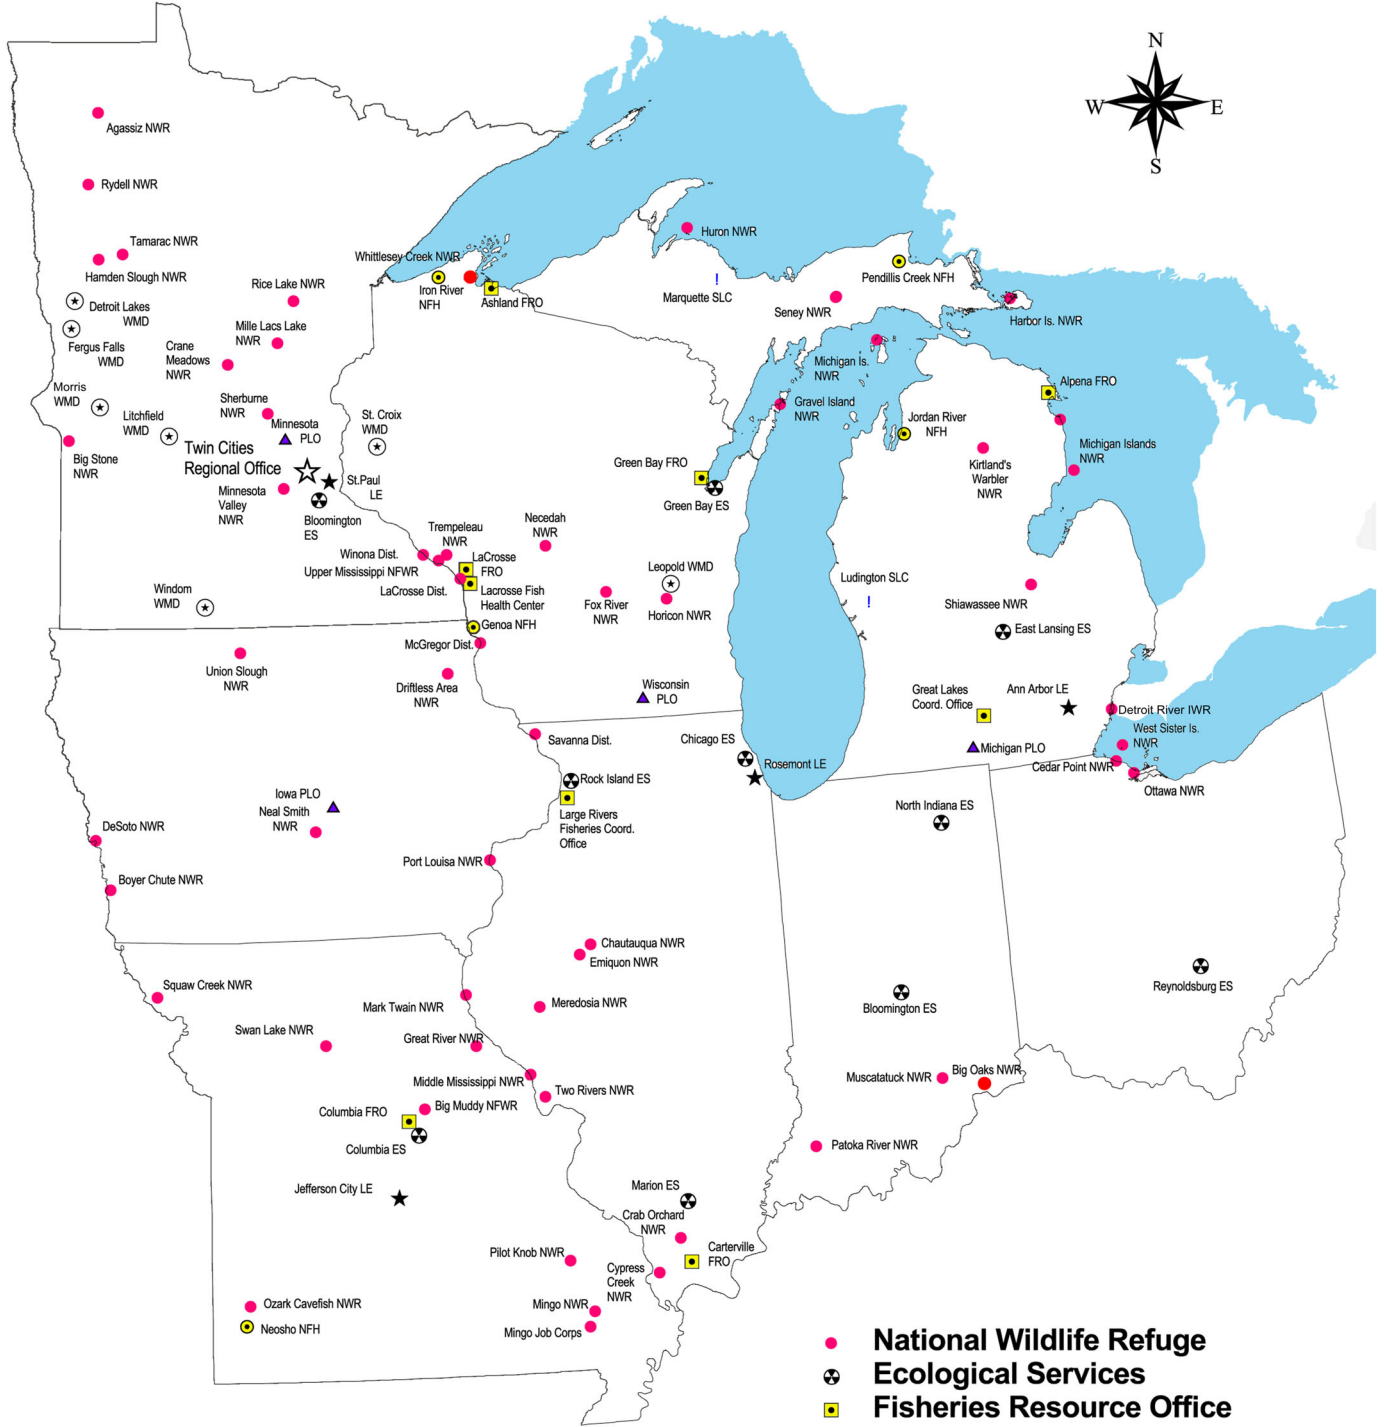 N
W
E
S
Agassiz NWR
Rydell NWR
Tamarac NWR
Hamden Slough NWR
Detroit Lakes
WMD
Fergus Falls
WMD
Rice Lake NWR
Mille Lacs Lake
NWR
Crane
Meadows
NWR
Morris
WMD
Litchfield
WMD
Sherburne
NWR
Minnesota
PLO
St. Croix
WMD
Big Stone
NWR
Twin Cities
Regional Office
St.Paul
LE
Minnesota
Valley
NWR
Bloomington
ES
Windom
WMD
Whittlesey Creek NWR
Iron River
NFH
Ashland FRO
Huron NWR
Marquette SLC
!
Seney NWR
Pendillis Creek NFH
Harbor Is. NWR
Michigan Is.
NWR
Gravel Island
NWR
Alpena FRO
Jordan River
NFH
Kirtland's
Warbler
NWR
Michigan Islands
NWR
Green Bay FRO
Green Bay ES
Trempeleau
NWR
Necedah
NWR
Winona Dist.
Upper Mississippi NFWR
LaCrosse Dist.
LaCrosse
FRO
Lacrosse Fish
Health Center
Genoa NFH
Leopold WMD
Fox River
NWR
Horicon NWR
Ludington SLC
!
Shiawassee NWR
East Lansing ES
McGregor Dist.
Driftless Area
NWR
Union Slough
NWR
Wisconsin
PLO
Great Lakes
Coord. Office
Ann Arbor LE
Detroit River IWR
West Sister Is.
NWR
Michigan PLO
Cedar Point NWR
Ottawa NWR
Savanna Dist.
Chicago ES
Rosemont LE
Rock Island ES
Large Rivers
Fisheries Coord.
Office
North Indiana ES
Iowa PLO
Neal Smith
NWR
DeSoto NWR
Boyer Chute NWR
Port Louisa NWR
Chautauqua NWR
Emiquon NWR
Meredosia NWR
Squaw Creek NWR
Swan Lake NWR
Mark Twain NWR
Great River NWR
Middle Mississippi NWR
Two Rivers NWR
Big Muddy NFWR
Columbia FRO
Columbia ES
Jefferson City LE
Reynoldsburg ES
Bloomington ES
Muscatatuck NWR
Big Oaks NWR
Patoka River NWR
Marion ES
Crab Orchard
NWR
Carterville
FRO
Cypress
Creek
NWR
Pilot Knob NWR
Mingo NWR
Mingo Job Corps
Ozark Cavefish NWR
Neosho NFH
National Wildlife Refuge
Ecological Services
Fisheries Resource Office